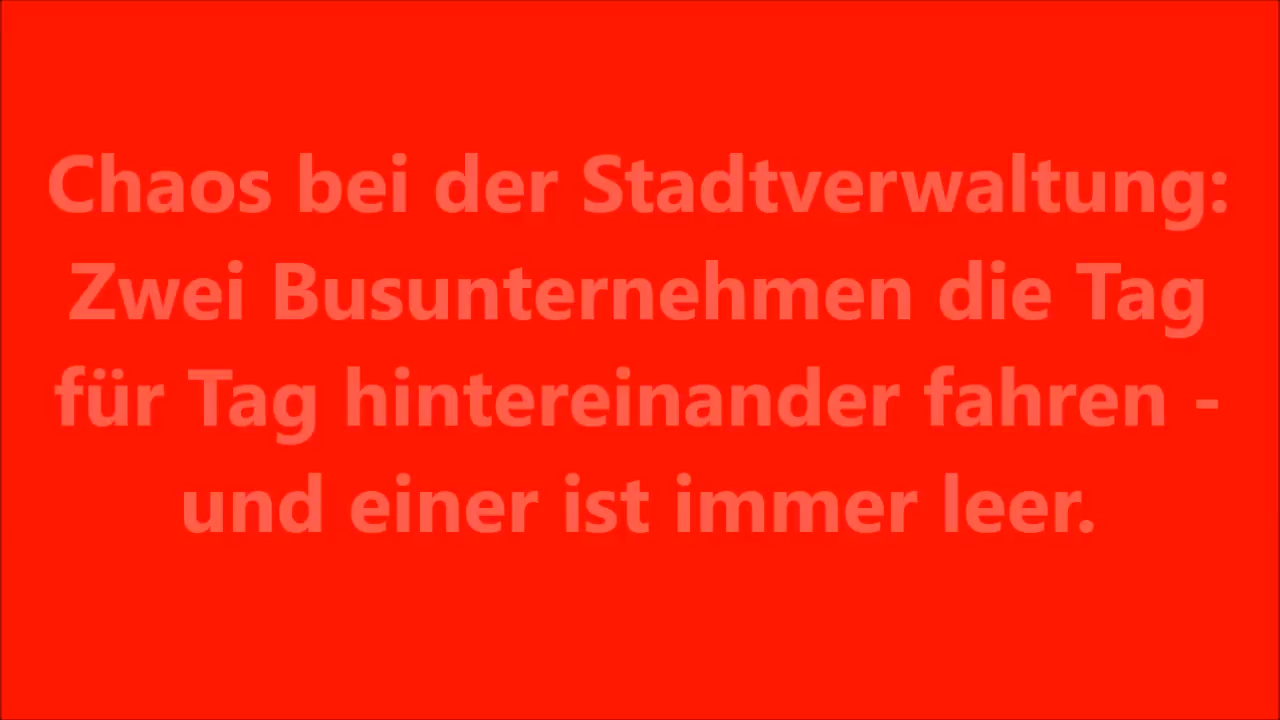 Chaos bei der Stadtverwaltung:
Zwei Busunternehmen die Tag
für Tag hintereinander fahren -
und einer ist immer leer.